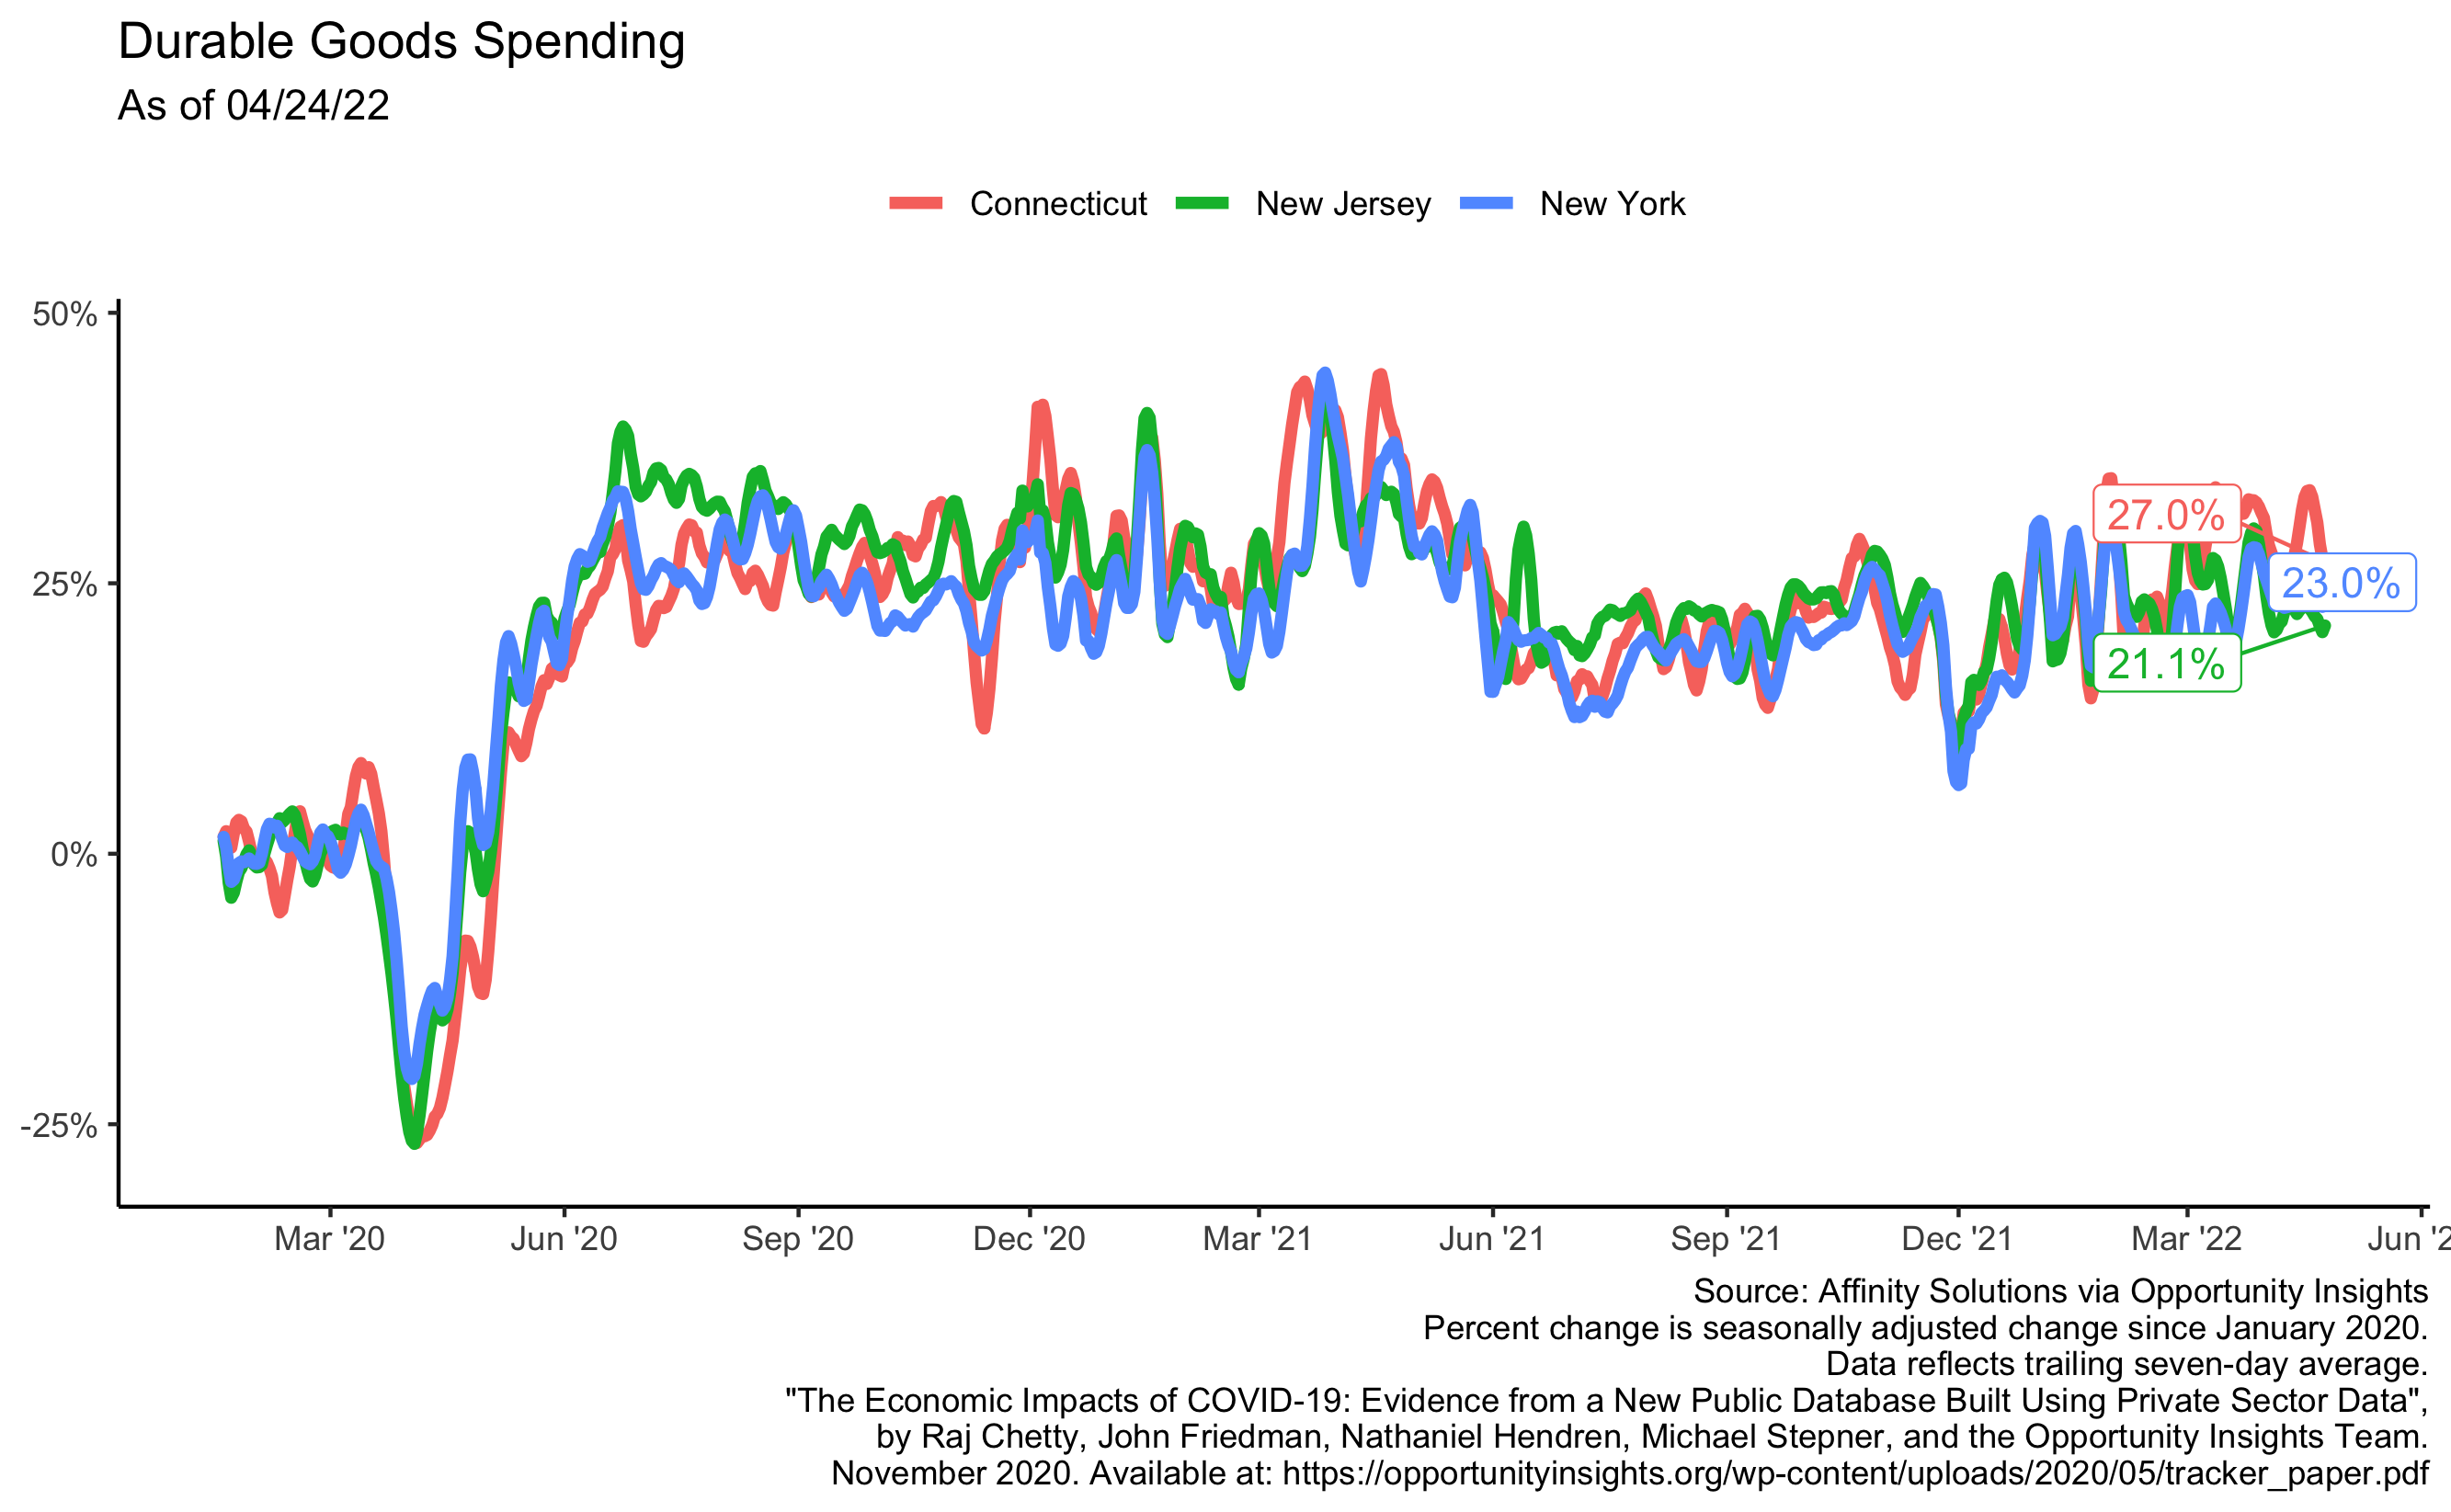 Durable Goods Spending
As of 04/24/22
Connecticut New Jersey New York
50%
25%
0%
-25%
27.0%
23.0%
21.1%
Mar '20 Jun '20 Sep '20 Dec '20 Mar '21 Jun '21 Sep '21 Dec '21 Mar '22 Jun '2
Source: Affinity Solutions via Opportunity Insights
Percent change is seasonally adjusted change since January 2020.
Data reflects trailing seven-day average.
"The Economic Impacts of COVID-19: Evidence from a New Public Database Built Using Private Sector Data",
by Raj Chetty, John Friedman, Nathaniel Hendren, Michael Stepner, and the Opportunity Insights Team.
November 2020. Available at: https://opportunityinsights.org/wp-content/uploads/2020/05/tracker_paper.pdf